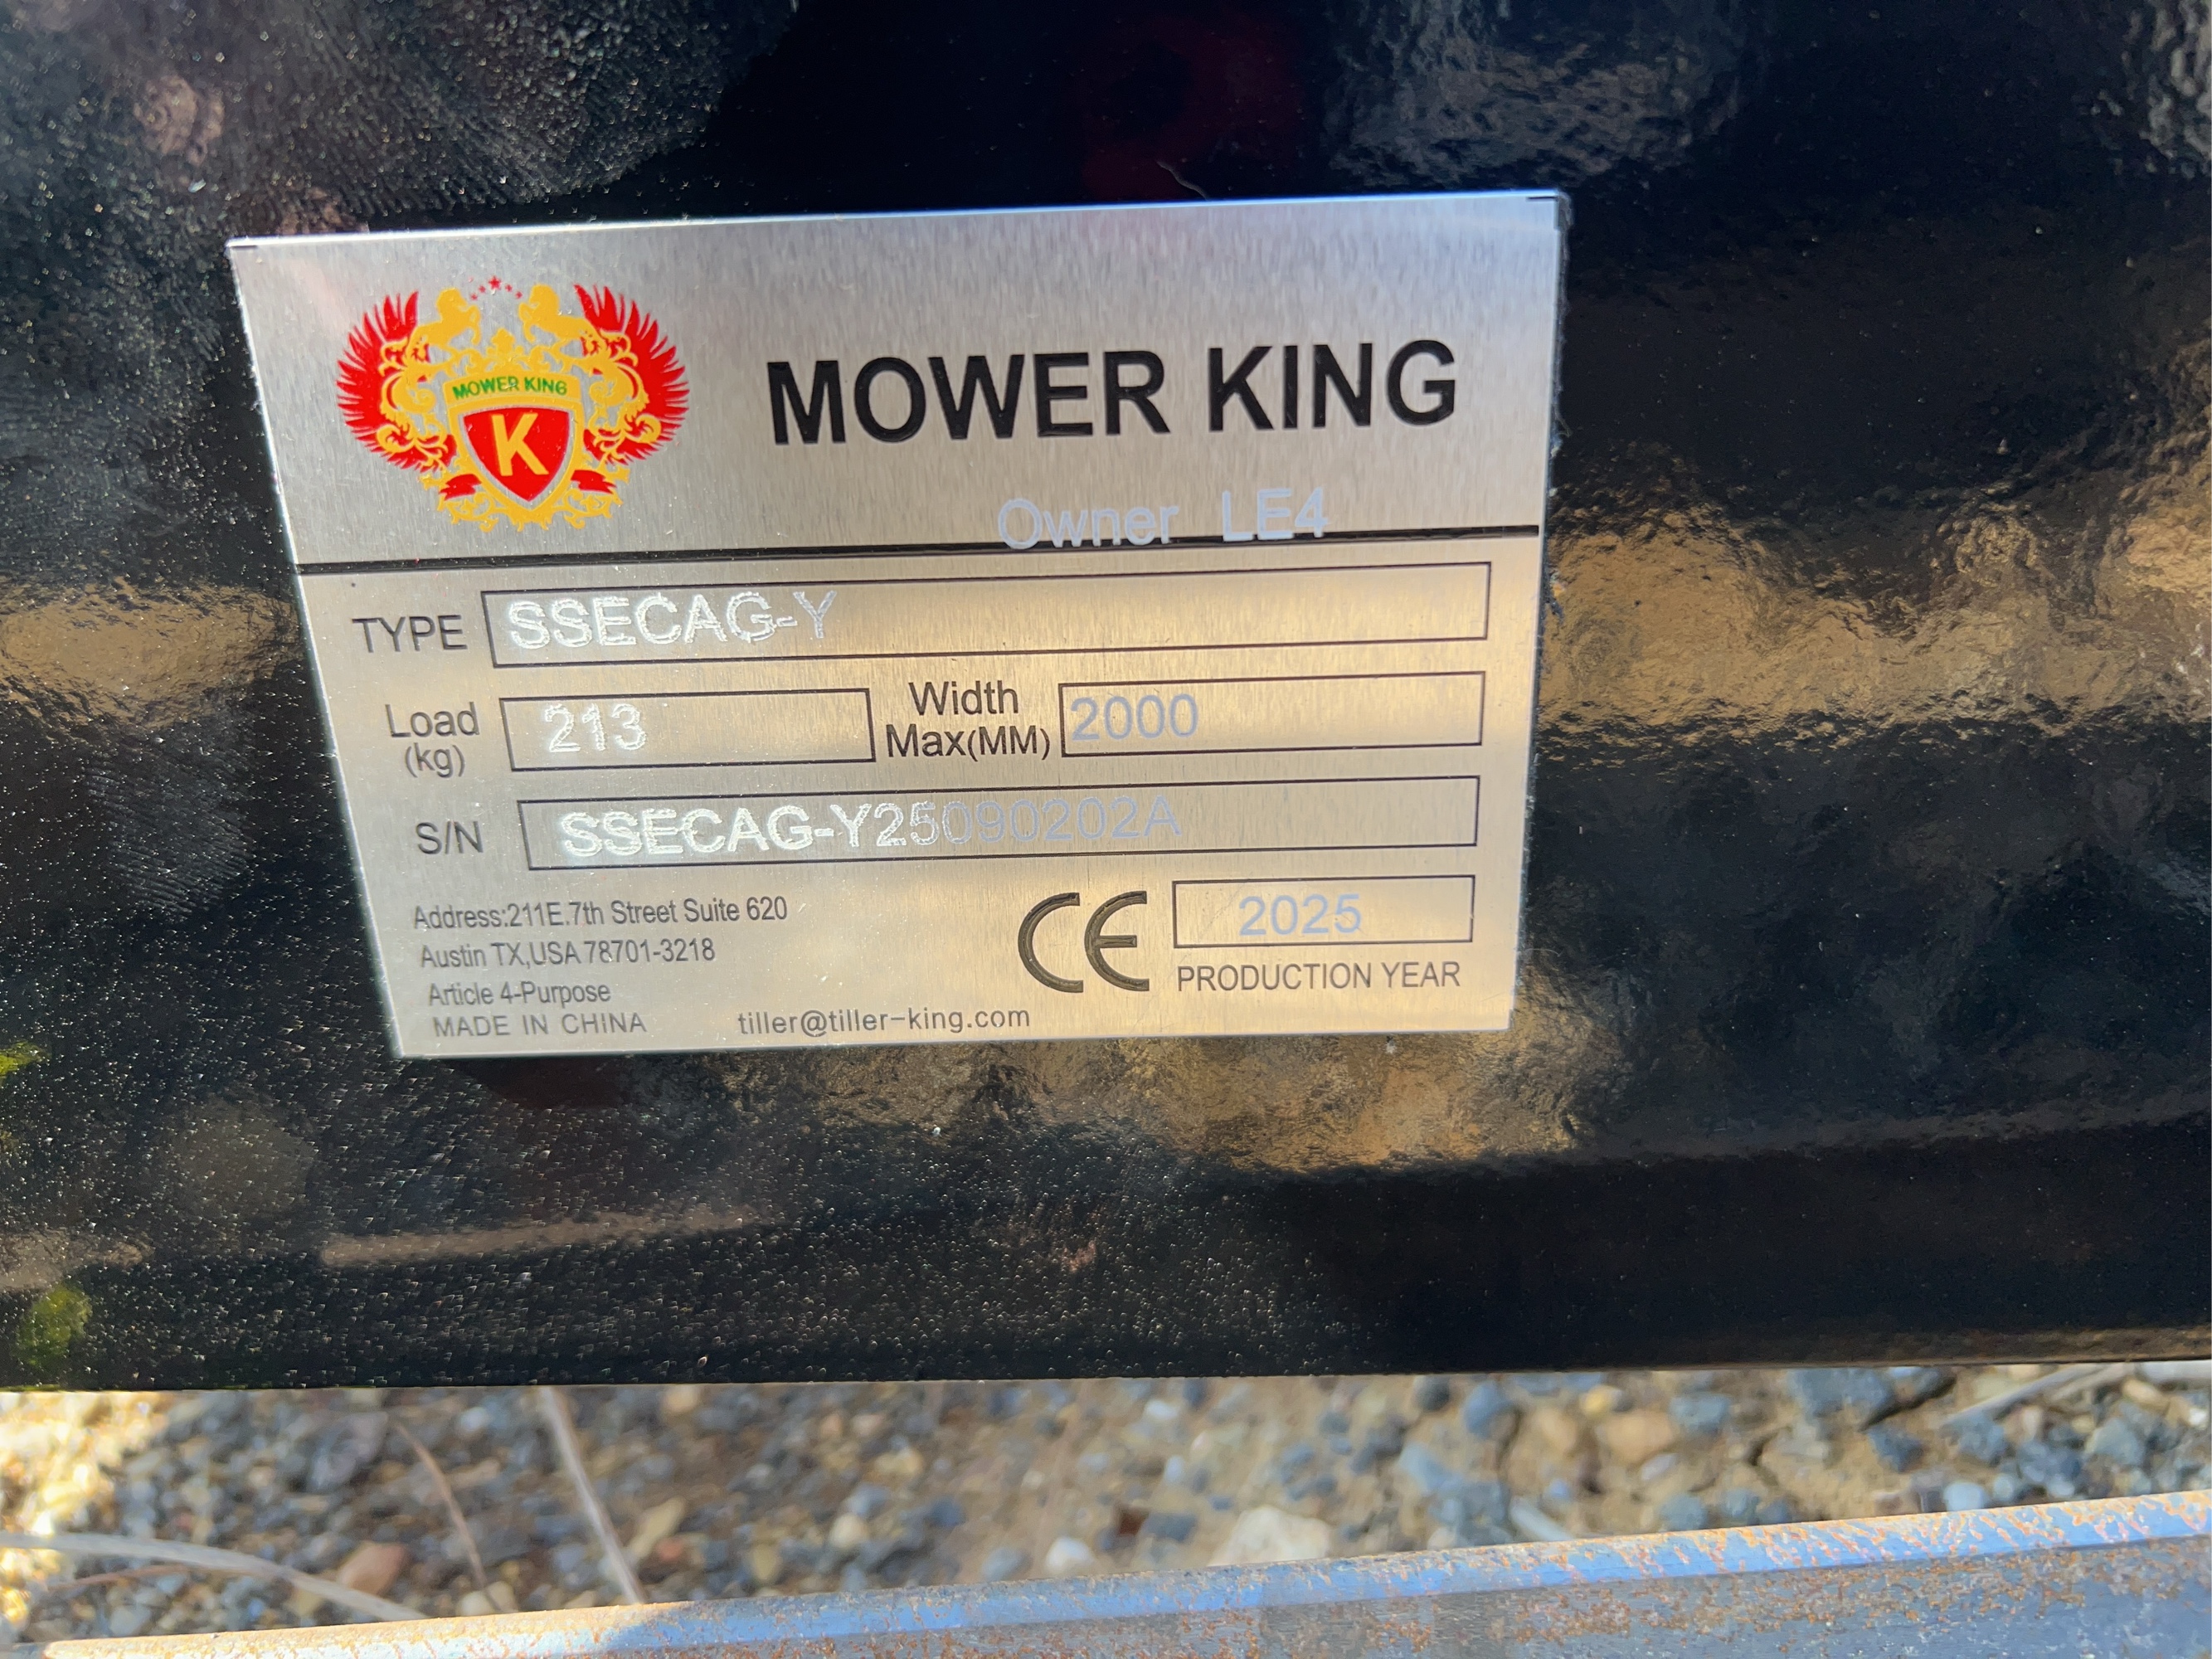 MOWER KING
K
MOWER KING
Owner LE4
TYPE SSECAG-Y
Load (kg) 213 Width Max(MM) 2000
S/N SSECAG-Y25090202A
Address:211E.7th Street Suite 620
Austin TX,USA 78701-3218
Article 4-Purpose
MADE IN CHINA
tiller@tiller-king.com
CE
2025
PRODUCTION YEAR